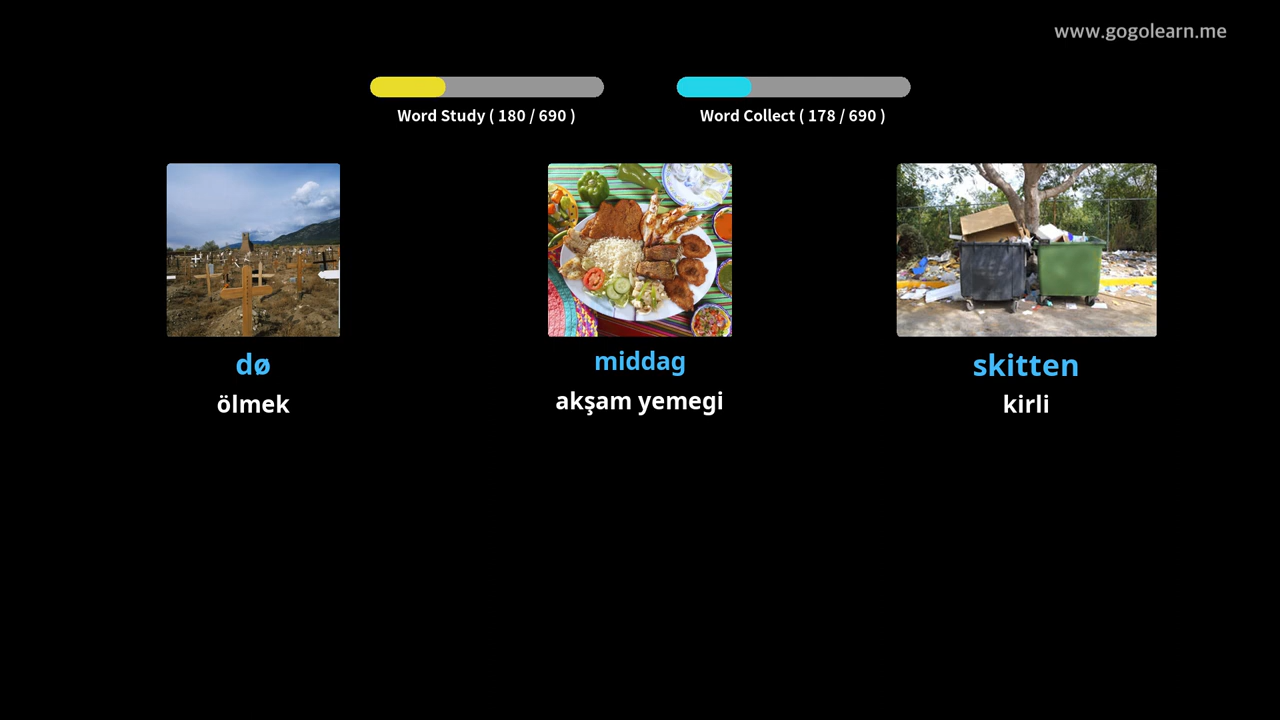 www.gogolearn.me
Word Study ( 180 / 690 )
Word Collect ( 178 / 690 )
dø
middag
skitten
ölmek
akşam yemegi
kirli